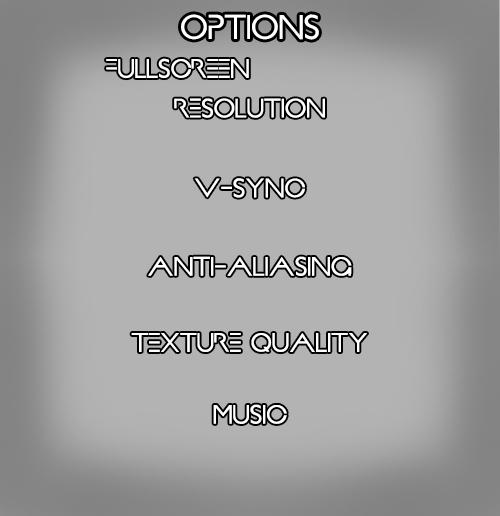 OPTIONS
FULLSCREEN
RESOLUTION
V-SYNC
ANTI-ALIASING
TEXTURE QUALITY
MUSIC